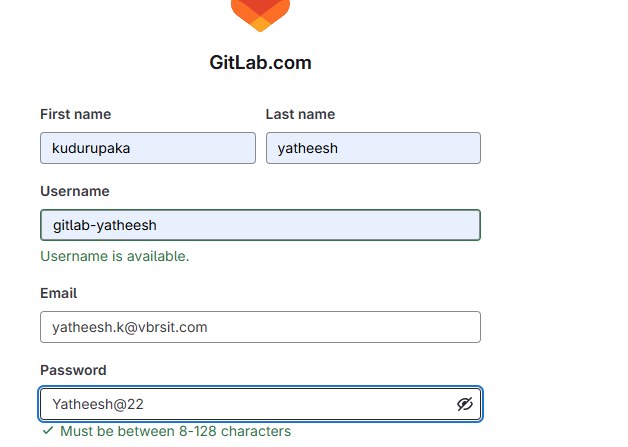 GitLab.com
First name Last name
kudurupaka yatheesh
Username
gitlab-yatheesh
Username is available.
Email
yatheesh.k@vbrsit.com
Password
Yatheesh@22
Must be between 8-128 characters